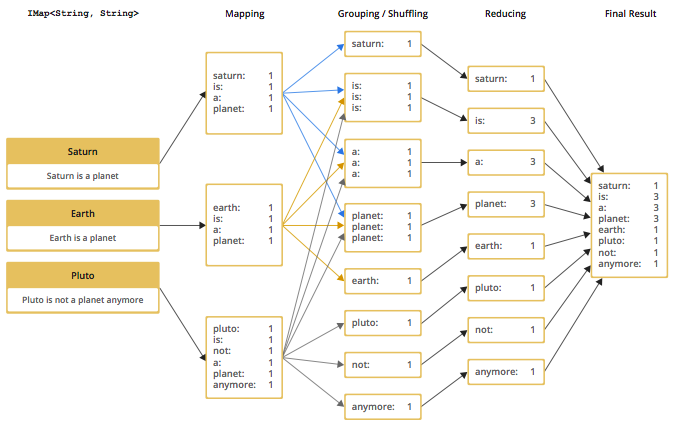 IMap<String, String>
Mapping
Grouping / Shuffling
Reducing
Final Result
Saturn
Saturn is a planet
Earth
Earth is a planet
Pluto
Pluto is not a planet anymore
saturn: 1
is: 1
a: 1
planet: 1
earth: 1
is: 1
a: 1
planet: 1
pluto: 1
is: 1
not: 1
a: 1
planet: 1
anymore: 1
saturn: 1
is: 1
is: 1
is: 1
a: 1
a: 1
a: 1
planet: 1
planet: 1
planet: 1
earth: 1
pluto: 1
not: 1
anymore: 1
saturn: 1
is: 3
a: 3
planet: 3
earth: 1
pluto: 1
not: 1
anymore: 1
saturn: 1
is: 3
a: 3
planet: 3
earth: 1
pluto: 1
not: 1
anymore: 1